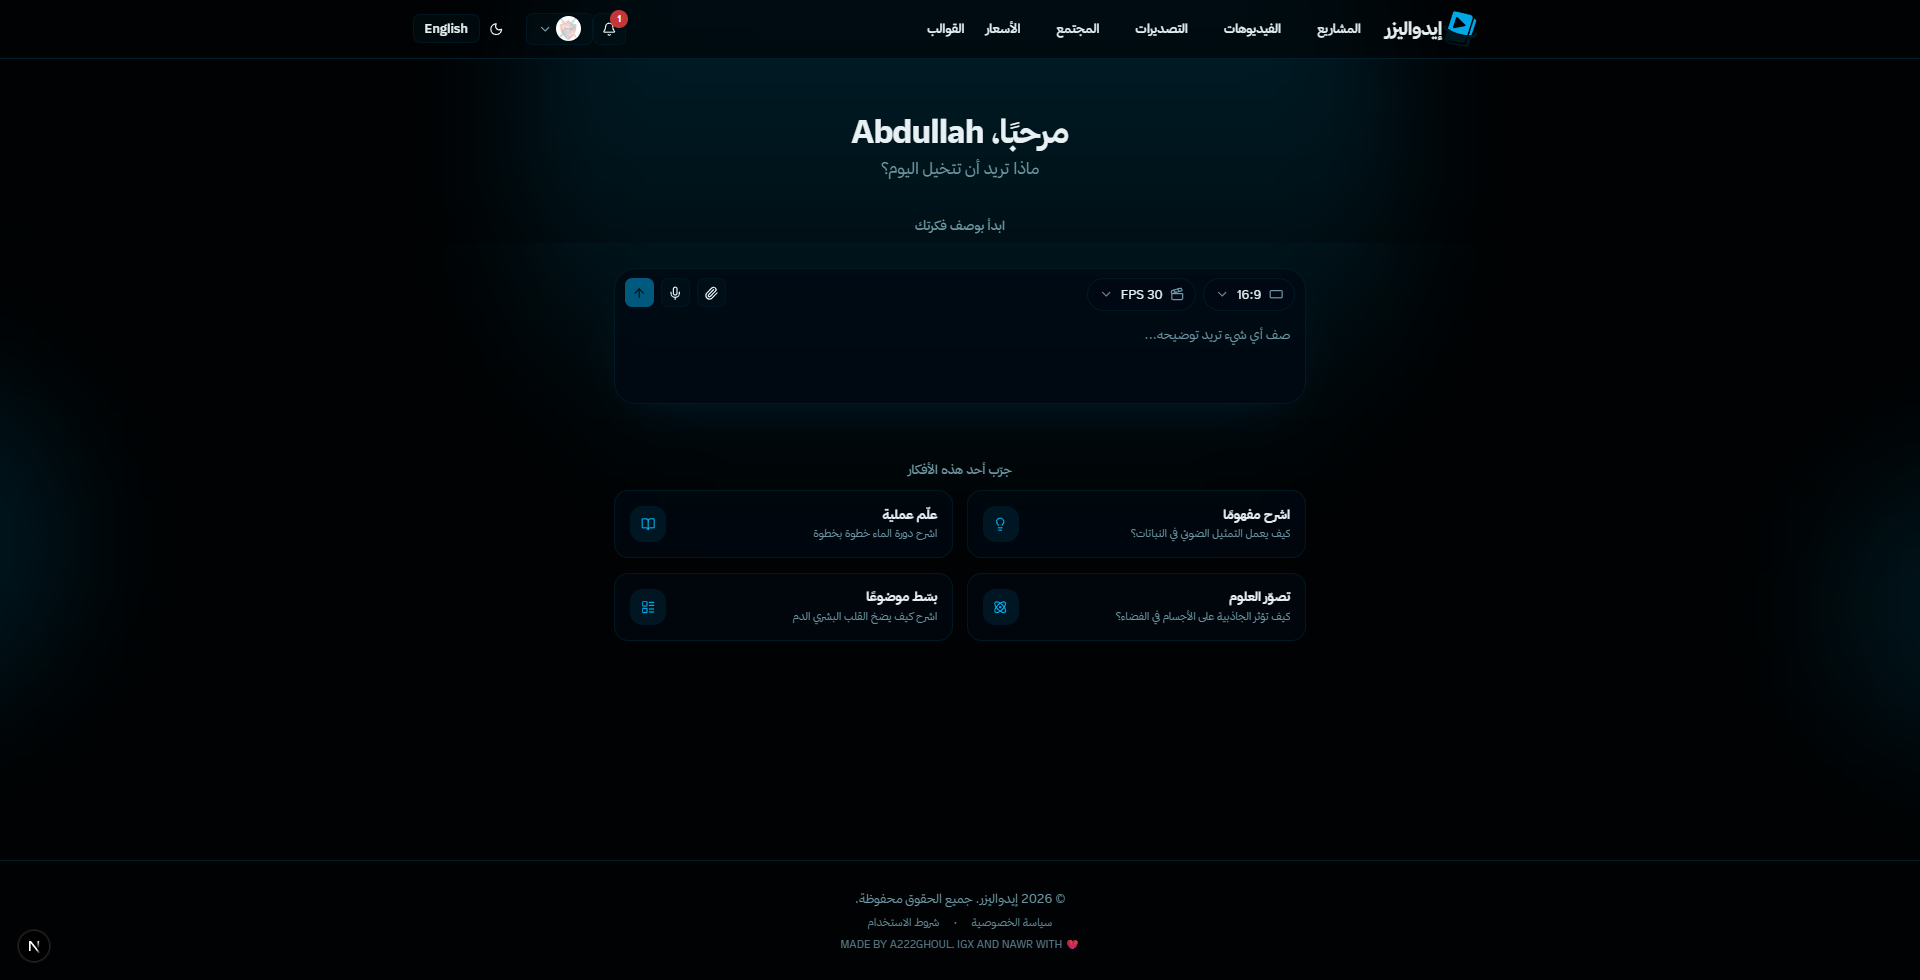 إيدواليزر
المشاريع
الفيديوهات
التصديرات
المجتمع
الأسعار
القوالب
1
English
مرحبًا، Abdullah
ماذا تريد أن تتخيل اليوم؟
ابدأ بوصف فكرتك
16:9
30 FPS
صف أي شيء تريد توضيحه...
جرّب أحد هذه الأفكار
اشرح مفهومًا
كيف يعمل التمثيل الضوئي في النباتات؟
علّم عملية
اشرح دورة الماء خطوة بخطوة
تصوّر العلوم
كيف تؤثر الجاذبية على الأجسام في الفضاء؟
بسّط موضوعًا
اشرح كيف يضخ القلب البشري الدم
© 2026 إيدواليزر. جميع الحقوق محفوظة.
سياسة الخصوصية • شروط الاستخدام
MADE BY A222GHOUL, IGX AND NAWR WITH ❤️
N